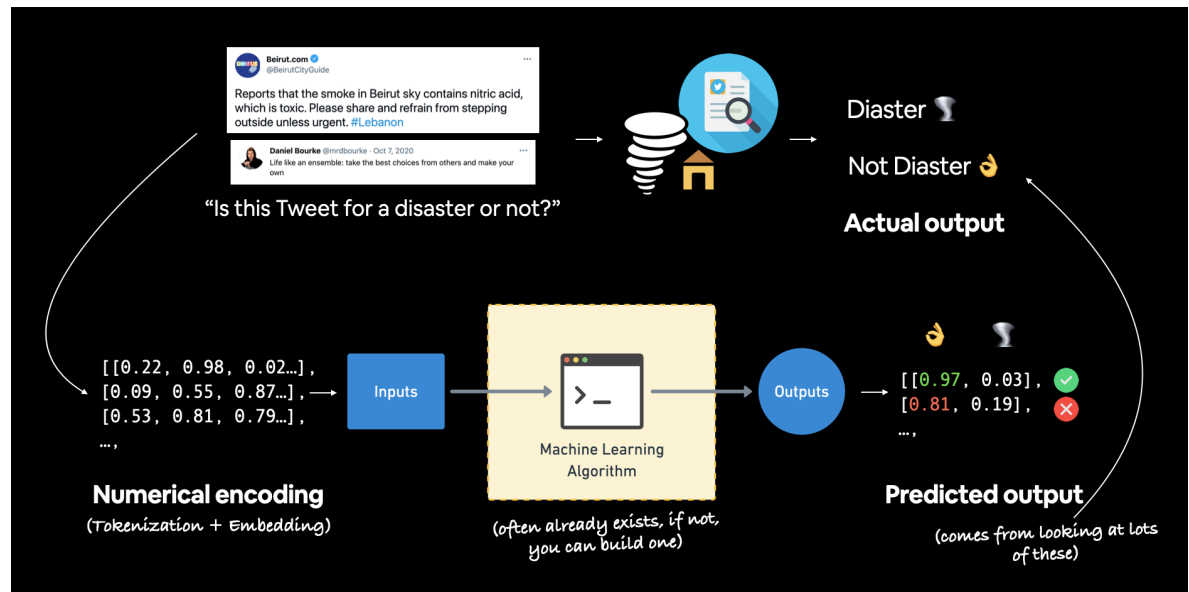 Beirut.com
@BeirutCityGuide
Reports that the smoke in Beirut sky contains nitric acid,
which is toxic. Please share and refrain from stepping
outside unless urgent. #Lebanon
Daniel Bourke @mrdbourke · Oct 7, 2020
Life like an ensemble: take the best choices from others and make your
own
“Is this Tweet for a disaster or not?”
Diaster
Not Diaster
Actual output
[[0.22, 0.98, 0.02…],
[0.09, 0.55, 0.87…],
[0.53, 0.81, 0.79…],
…,
Numerical encoding
(Tokenization + Embedding)
Inputs
Machine Learning
Algorithm
(often already exists, if not,
you can build one)
Outputs
[[0.97, 0.03],
[0.81, 0.19],
…,
Predicted output
(comes from looking at lots
of these)